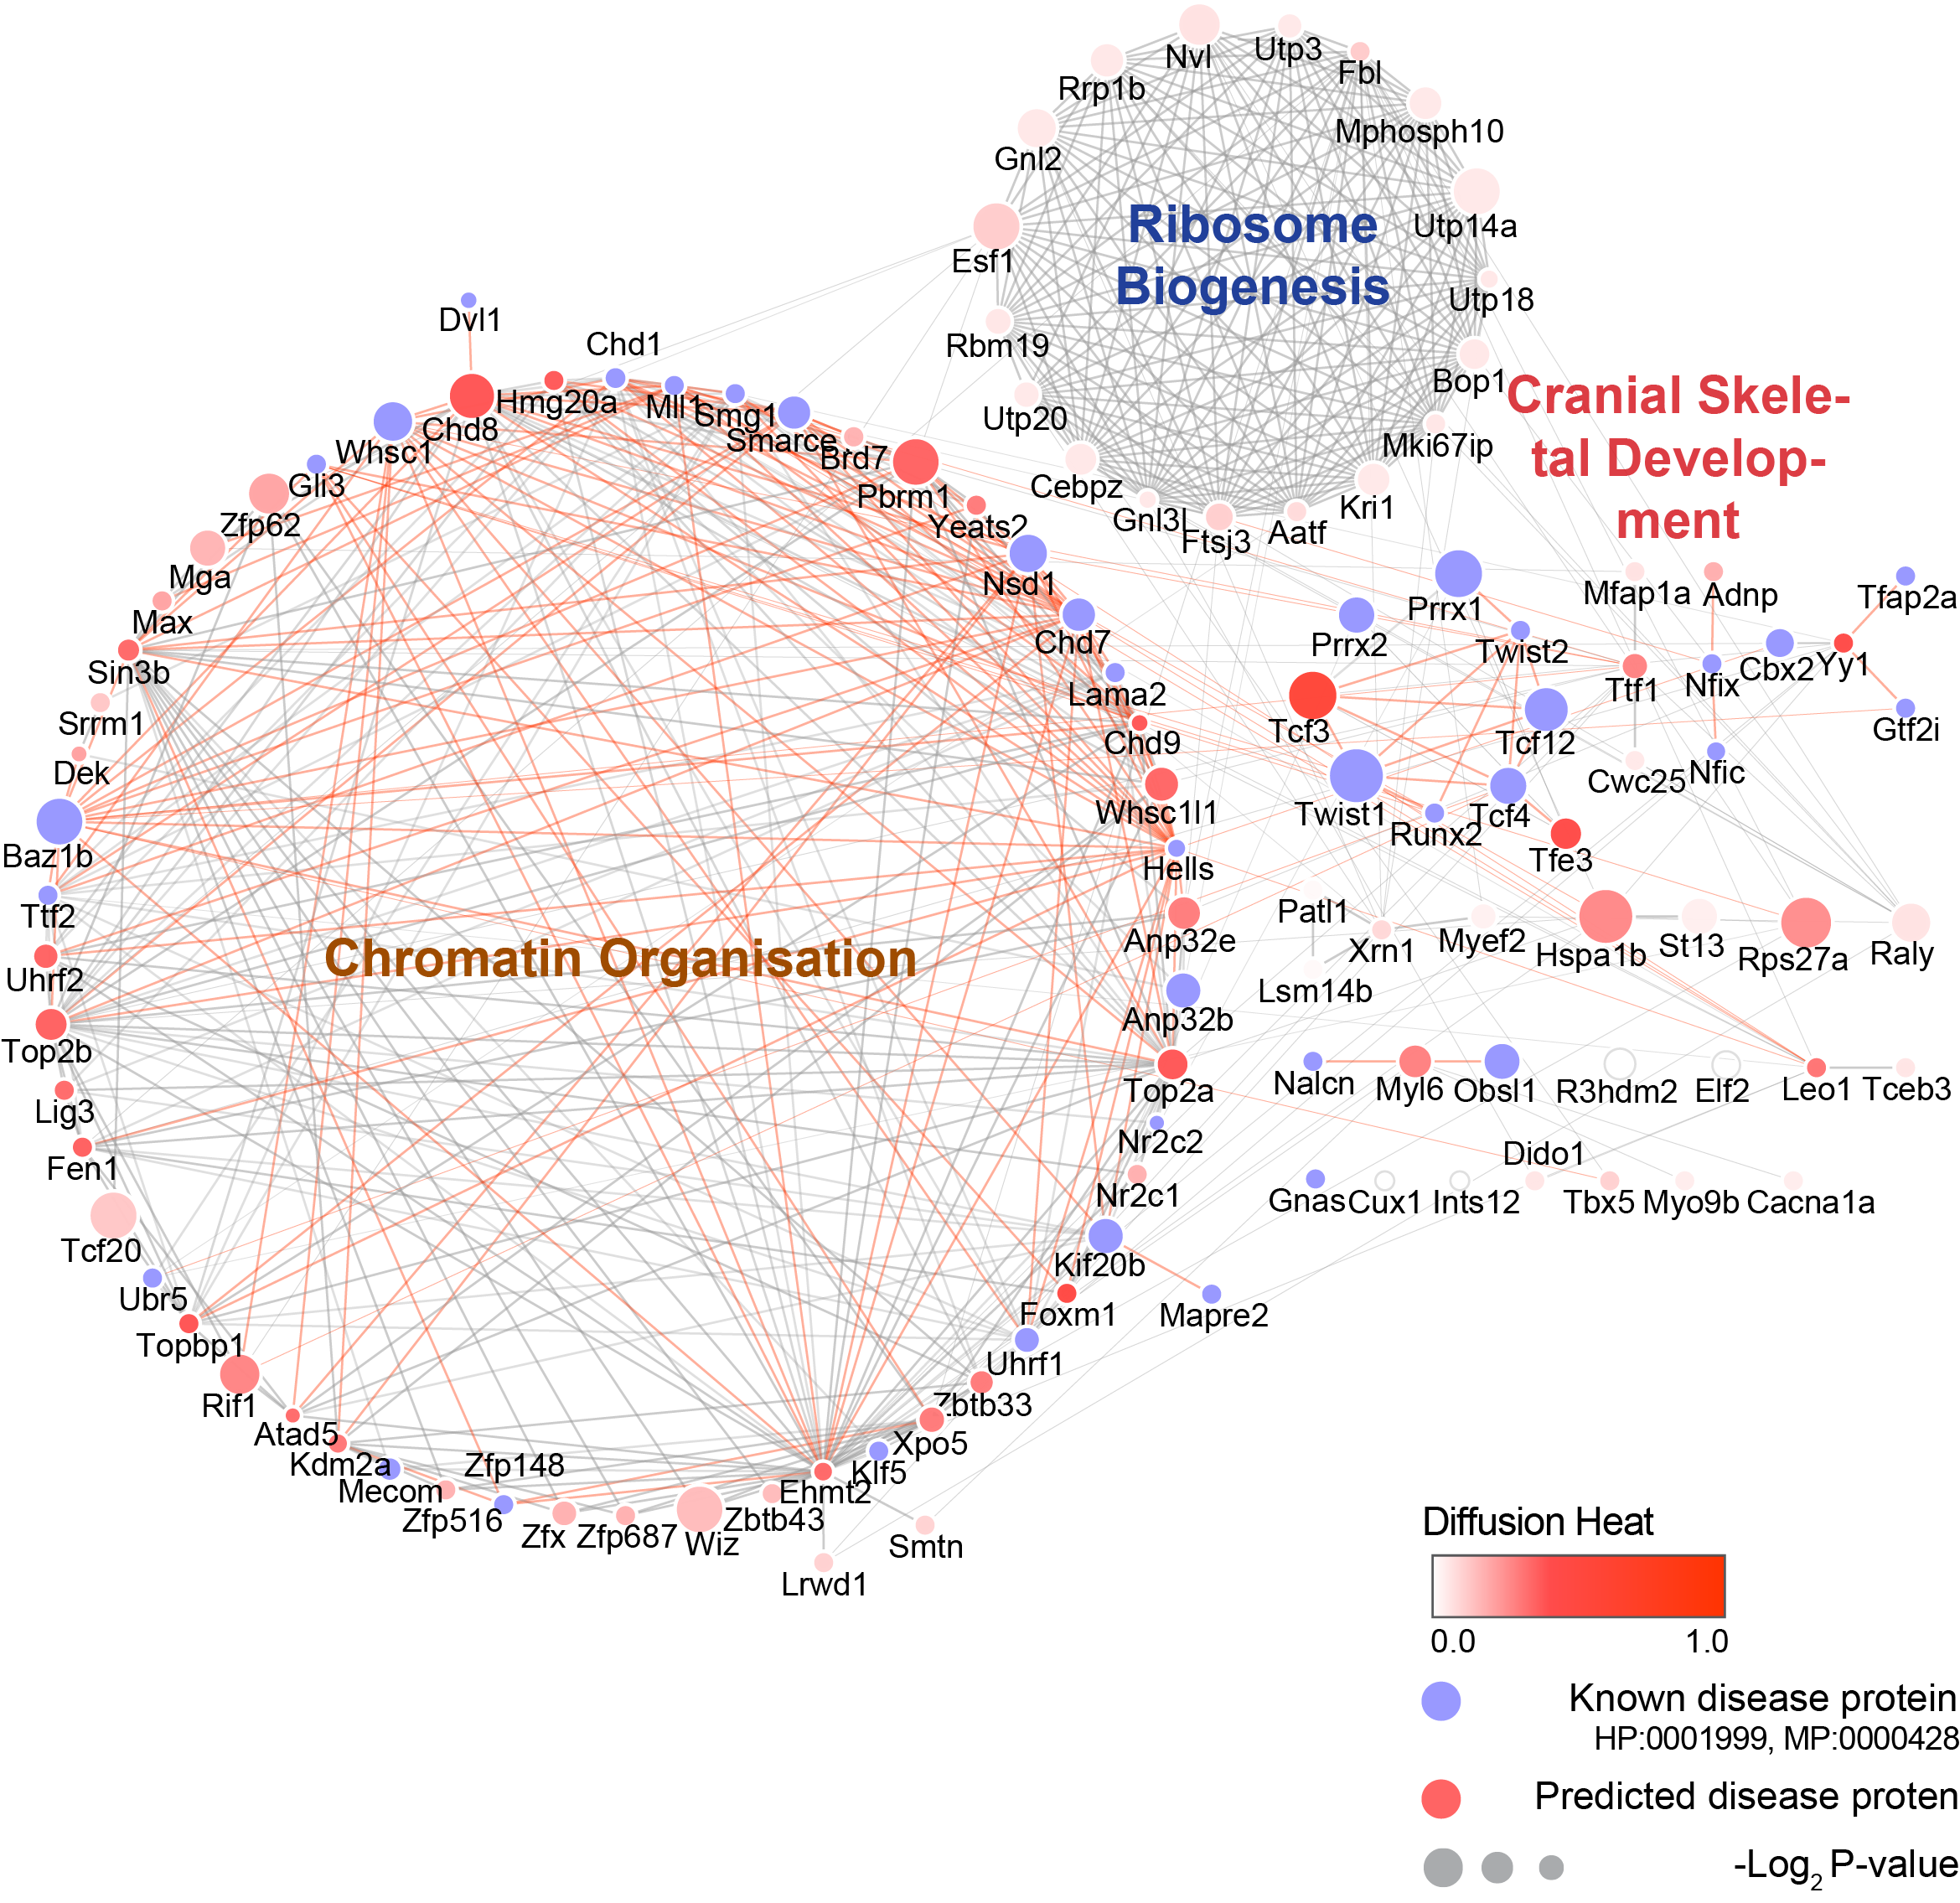 Nvl
Utp3
Fbl
Rrp1b
Mphosph10
Gnl2
Ribosome
Biogenesis
Utp14a
Esf1
Utp18
Dvl1
Chd1
Rbm19
Bop1
Cranial Skele-
tal Develop-
ment
Hmg20a
Mll1
Smg1
Utp20
Chd8
Whsc1
Smarce
Brd7
Mki67ip
Gli3
Cebpz
Pbrm1
Kri1
Zfp62
Yeats2
Gnl3l
Ftsj3
Aatf
Mga
Nsd1
Max
Prrx1
Mfap1a
Adnp
Tfap2a
Chd7
Prrx2
Twist2
Sin3b
Lama2
Ttf1
Nfix
Cbx2
Yy1
Srrm1
Chd9
Tcf3
Tcf12
Gtf2i
Dek
Cwc25
Nfic
Whsc1l1
Twist1
Tcf4
Runx2
Baz1b
Hells
Tfe3
Ttf2
Patl1
Chromatin Organisation
Anp32e
Xrn1
Myef2
Hspa1b
St13
Rps27a
Raly
Uhrf2
Lsm14b
Anp32b
Top2b
Top2a
Nalcn
Myl6
Obsl1
R3hdm2
Elf2
Leo1
Tceb3
Lig3
Nr2c2
Dido1
Fen1
Nr2c1
Gnas
Cux1
Ints12
Tbx5
Myo9b
Cacna1a
Tcf20
Kif20b
Ubr5
Foxm1
Mapre2
Topbp1
Uhrf1
Rif1
Zbtb33
Atad5
Xpo5
Kdm2a
Zfp148
Klf5
Mecom
Ehmt2
Zfp516
Zfx
Zfp687
Wiz
Zbtb43
Smtn
Lrwd1
Diffusion Heat
0.0
1.0
Known disease protein
HP:0001999, MP:0000428
Predicted disease proten
-Log2 P-value